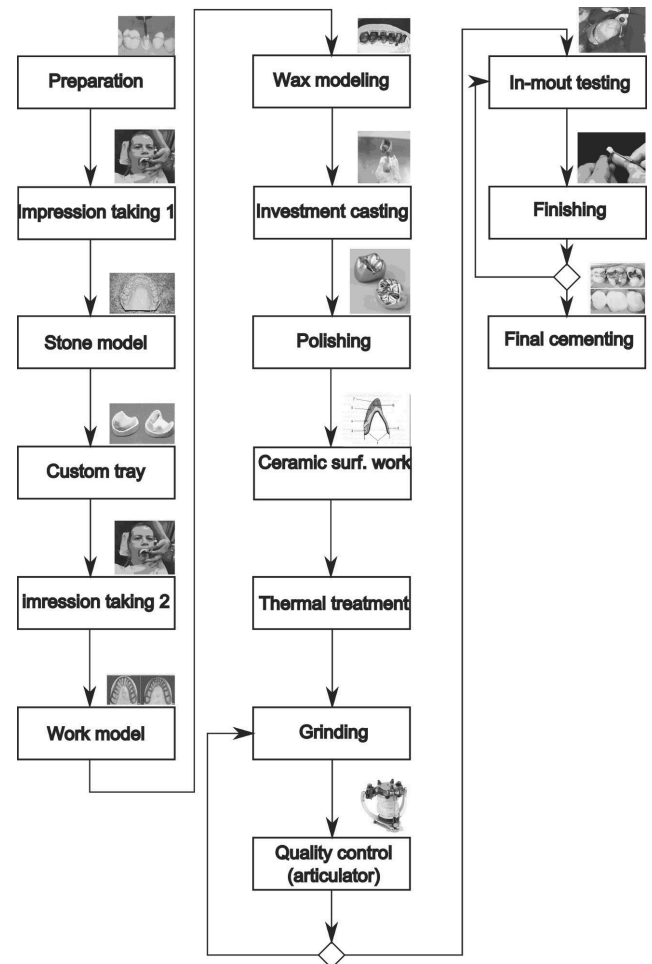 Preparation
Impression taking 1
Stone model
Custom tray
imression taking 2
Work model
Wax modeling
Investment casting
Polishing
Ceramic surf. work
Thermal treatment
Grinding
Quality control
(articulator)
In-mout testing
Finishing
Final cementing